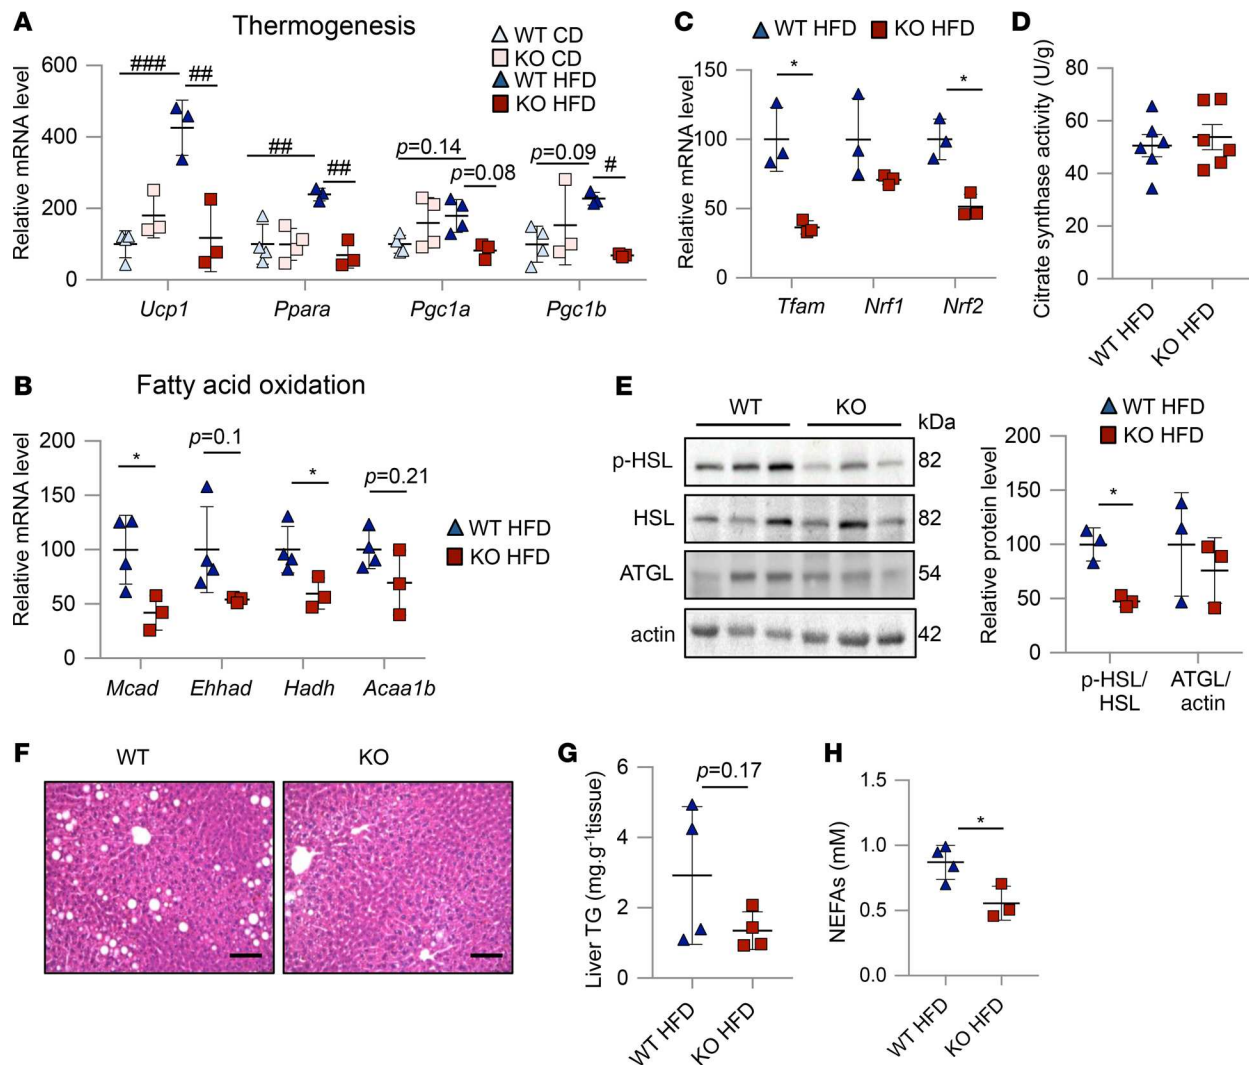 A
Thermogenesis
WT CD
KO CD
WT HFD
KO HFD
Relative mRNA level
600
400
200
0
###
##
##
##
p=0.14
p=0.08
p=0.09
#
Ucp1
Ppara
Pgc1a
Pgc1b
C
WT HFD
KO HFD
Relative mRNA level
150
100
50
0
*
*
Tfam
Nrf1
Nrf2
D
Citrate synthase activity (U/g)
80
60
40
20
0
WT HFD
KO HFD
B
Fatty acid oxidation
Relative mRNA level
200
150
100
50
0
*
p=0.1
*
p=0.21
WT HFD
KO HFD
Mcad
Ehhad
Hadh
Acaa1b
E
WT
KO
kDa
p-HSL
82
HSL
82
ATGL
54
actin
42
WT HFD
KO HFD
Relative protein level
200
150
100
50
0
*
p-HSL/
HSL
ATGL/
actin
F
WT
KO
G
Liver TG (mg.g⁻¹tissue)
6
4
2
0
p=0.17
WT HFD
KO HFD
H
NEFAs (mM)
1.5
1.0
0.5
0.0
*
WT HFD
KO HFD